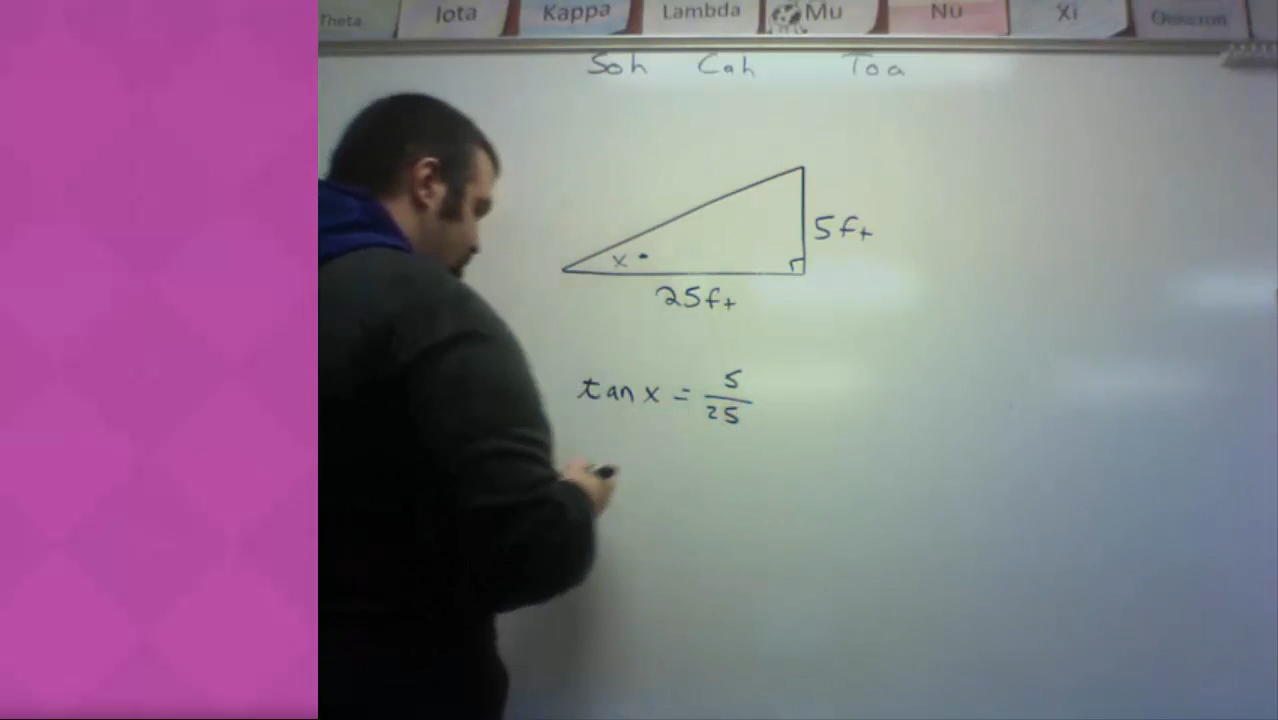 Theta Iota Kappa Lambda Mu Nu Xi Omicron
Soh Cah Toa
5ft
x
25ft
tan x = 5/25